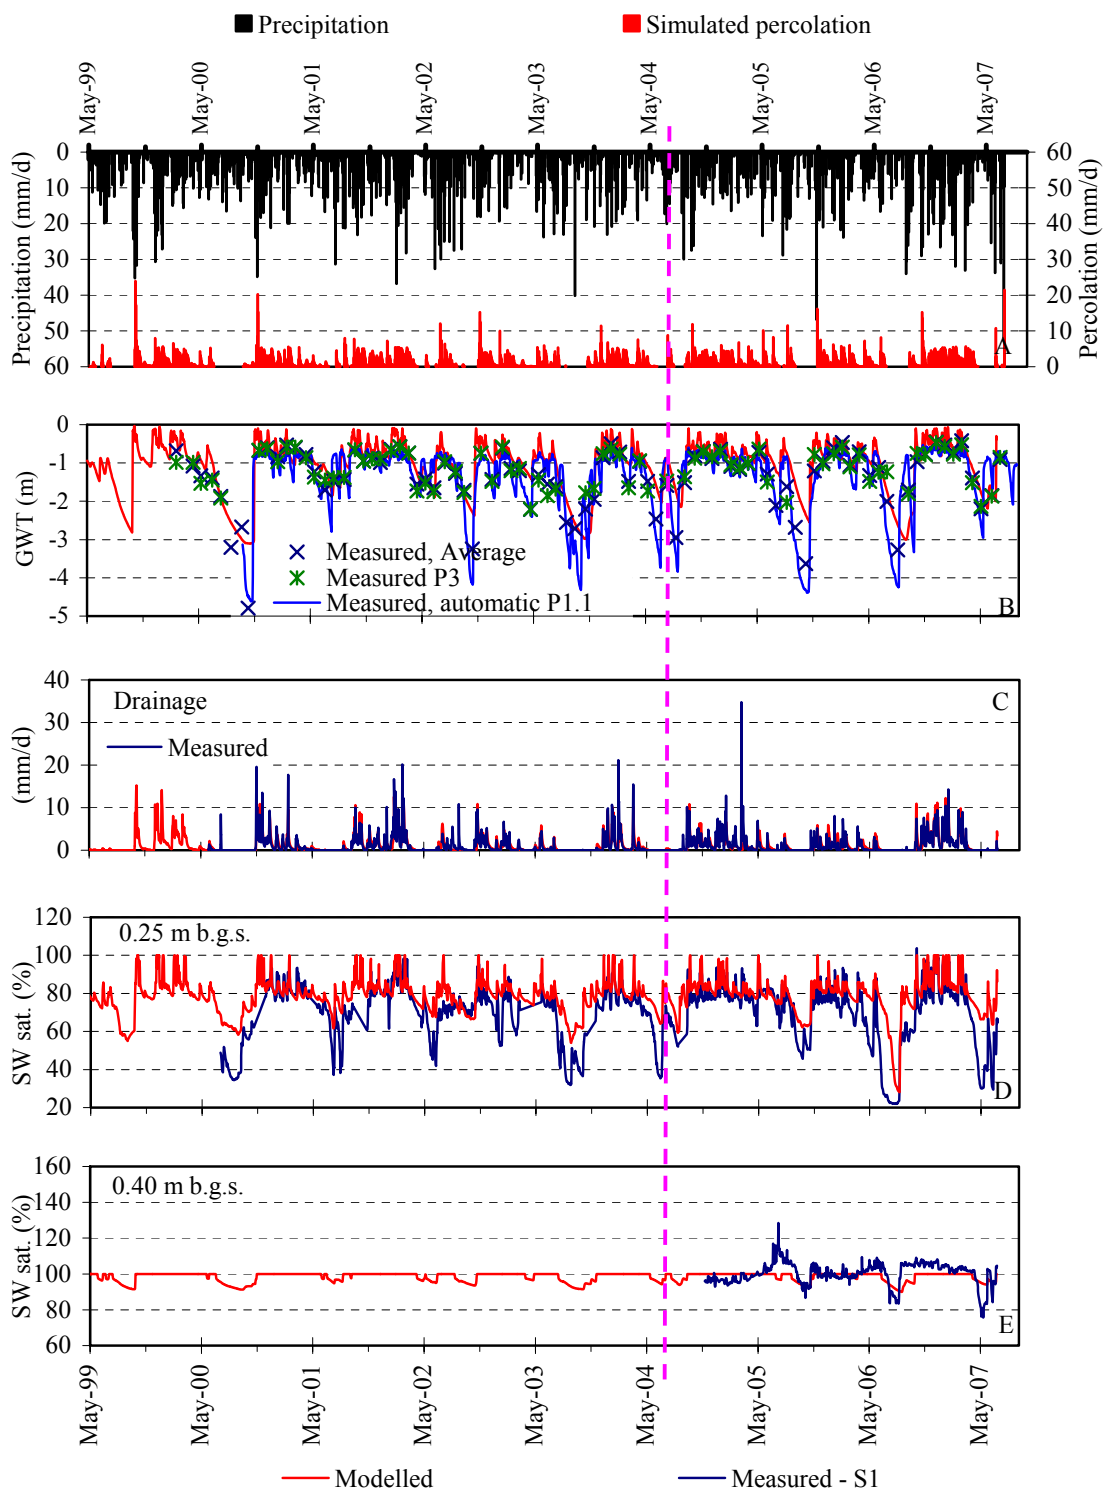 Precipitation Simulated percolation
May-99 May-00 May-01 May-02 May-03 May-04 May-05 May-06 May-07
Precipitation (mm/d)
0
10
20
30
40
50
60
60
50
40
30
20
10
0
Percolation (mm/d)
A
GWT (m)
0
-1
-2
-3
-4
-5
Measured, Average
Measured P3
Measured, automatic P1.1
B
(mm/d)
40
30
20
10
0
Drainage
Measured
C
SW sat. (%)
120
100
80
60
40
20
0.25 m b.g.s.
D
SW sat. (%)
160
140
120
100
80
60
0.40 m b.g.s.
E
May-99 May-00 May-01 May-02 May-03 May-04 May-05 May-06 May-07
Modelled Measured - S1